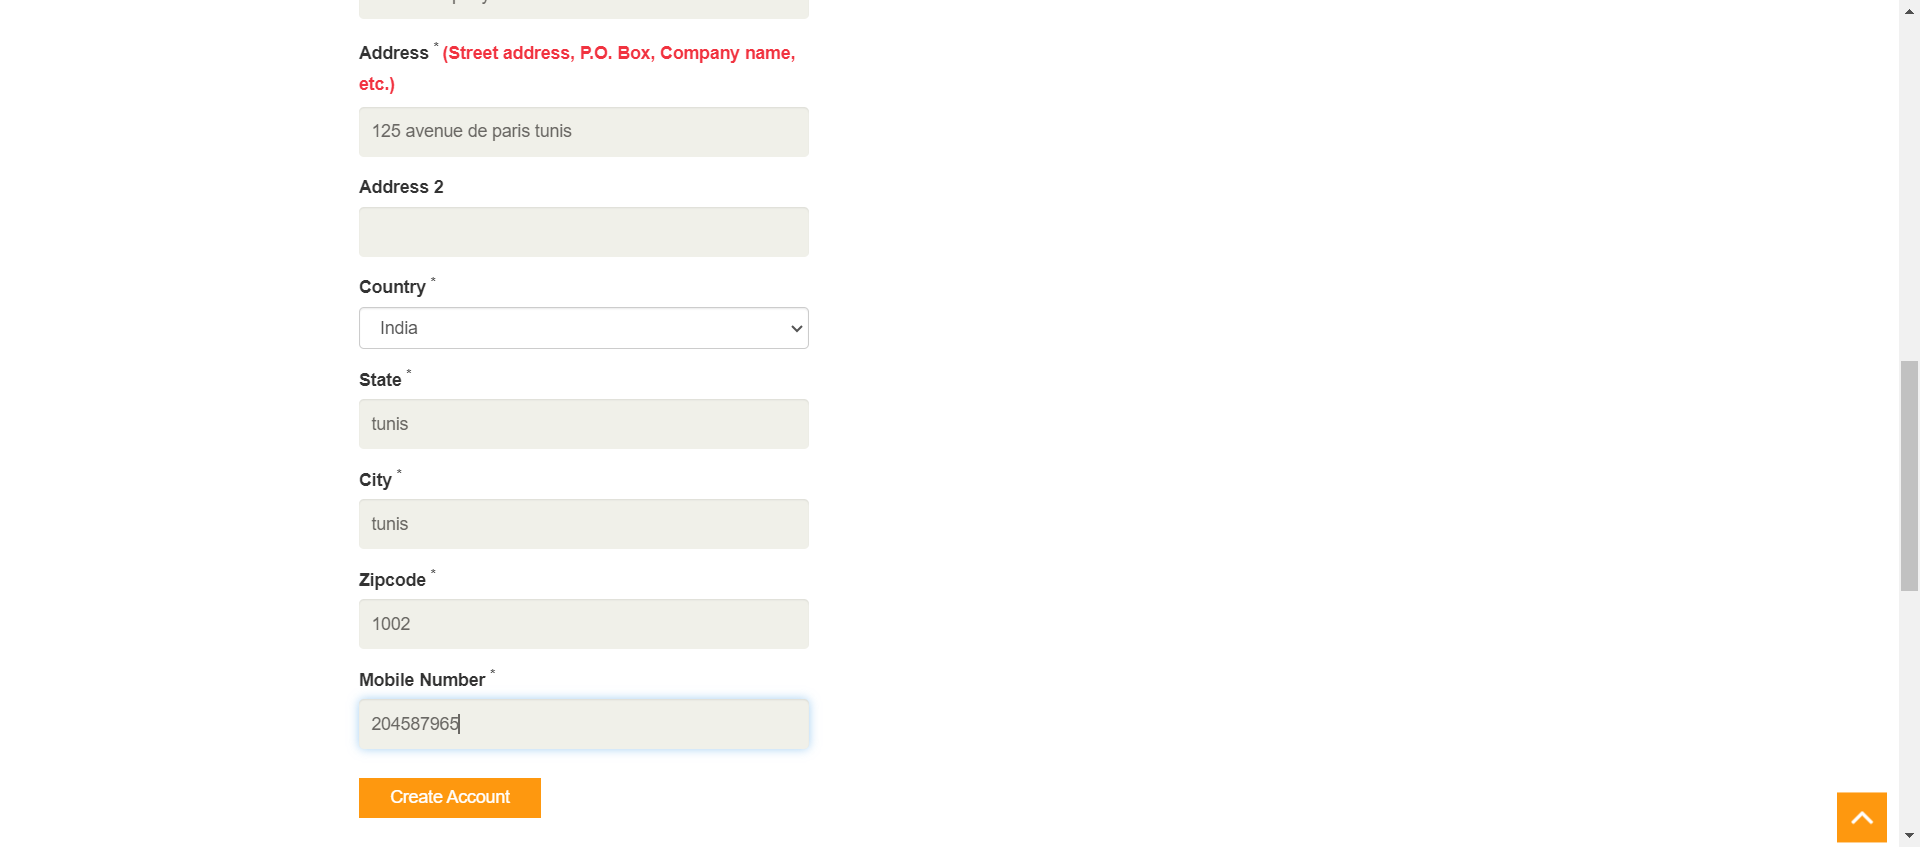 Address * (Street address, P.O. Box, Company name,
etc.)
125 avenue de paris tunis
Address 2
Country *
India
State *
tunis
City *
tunis
Zipcode *
1002
Mobile Number *
204587965
Create Account